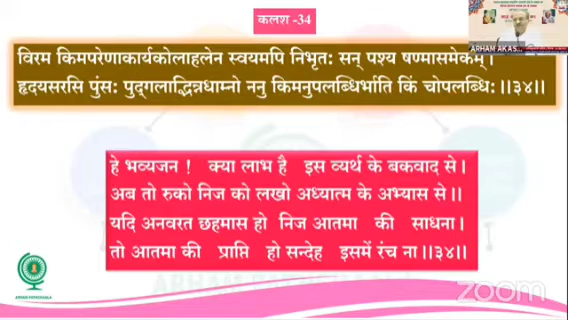 कलश -34
विरम किमपरेणाकार्यकोलाहलेन स्वयमपि निभृतः सन् पश्य षण्मासमेकम्।
हृदयसरसि पुंसः पुद्‌गलाद्भिन्नधाम्नो ननु किमनुपलब्धिर्भाति किं चोपलब्धिः।।३४।।
हे भव्यजन ! क्या लाभ है इस व्यर्थ के बकवाद से।
अब तो रुको निज को लखो अध्यात्म के अभ्यास से।।
यदि अनवरत छहमास हो निज आतमा की साधना।
तो आतमा की प्राप्ति हो सन्देह इसमें रंच ना।।३४।।
ARHAM AKAS...
ARHAM PATHSHALA
zoom